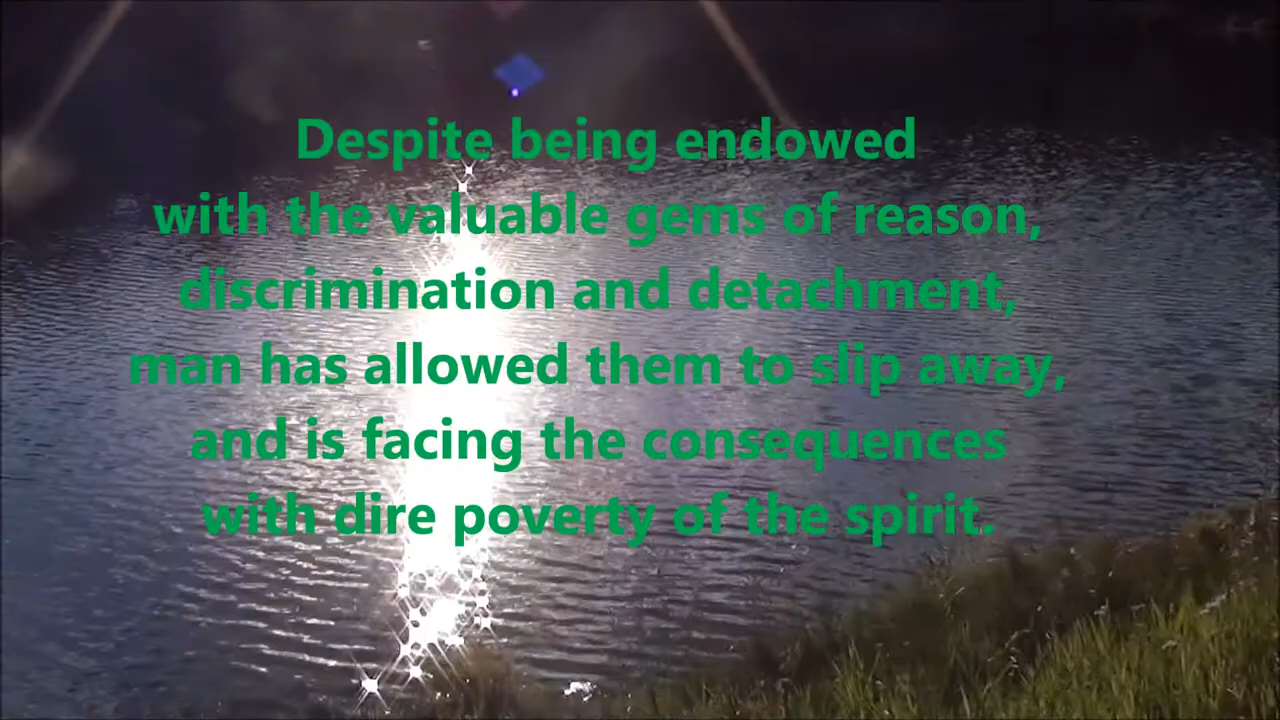 Despite being endowed
with the valuable gems of reason,
discrimination and detachment,
man has allowed them to slip away,
and is facing the consequences
with dire poverty of the spirit.